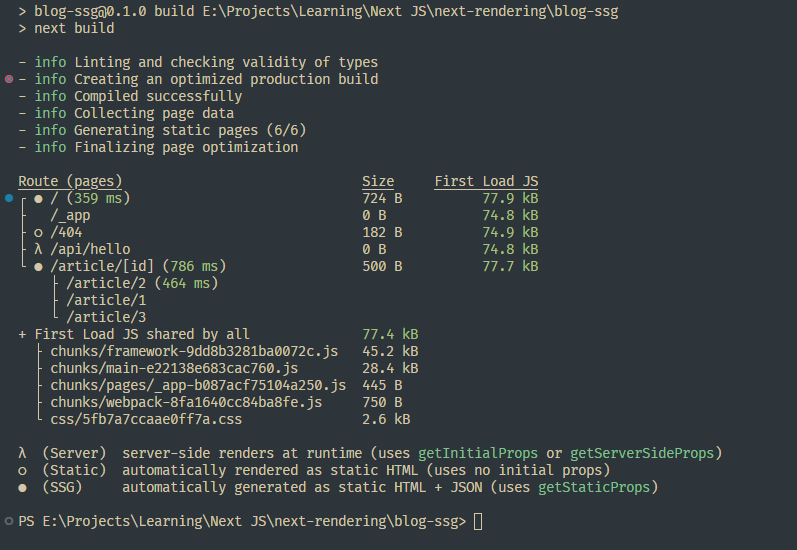 > blog-ssg@0.1.0 build E:\Projects\Learning\Next JS\next-rendering\blog-ssg
> next build
- info Linting and checking validity of types
- info Creating an optimized production build
- info Compiled successfully
- info Collecting page data
- info Generating static pages (6/6)
- info Finalizing page optimization
Route (pages) Size First Load JS
┌ ● / (359 ms) 724 B 77.9 kB
├   /_app 0 B 74.8 kB
├ ○ /404 182 B 74.9 kB
├ λ /api/hello 0 B 74.8 kB
└ ● /article/[id] (786 ms) 500 B 77.7 kB
├ /article/2 (464 ms)
├ /article/1
└ /article/3
+ First Load JS shared by all 77.4 kB
├ chunks/framework-9dd8b3281ba0072c.js 45.2 kB
├ chunks/main-e22138e683cac760.js 28.4 kB
├ chunks/pages/_app-b087acf75104a250.js 445 B
├ chunks/webpack-8fa1640cc84ba8fe.js 750 B
└ css/5fb7a7ccaae0ff7a.css 2.6 kB
λ (Server) server-side renders at runtime (uses getInitialProps or getServerSideProps)
○ (Static) automatically rendered as static HTML (uses no initial props)
● (SSG) automatically generated as static HTML + JSON (uses getStaticProps)
PS E:\Projects\Learning\Next JS\next-rendering\blog-ssg>